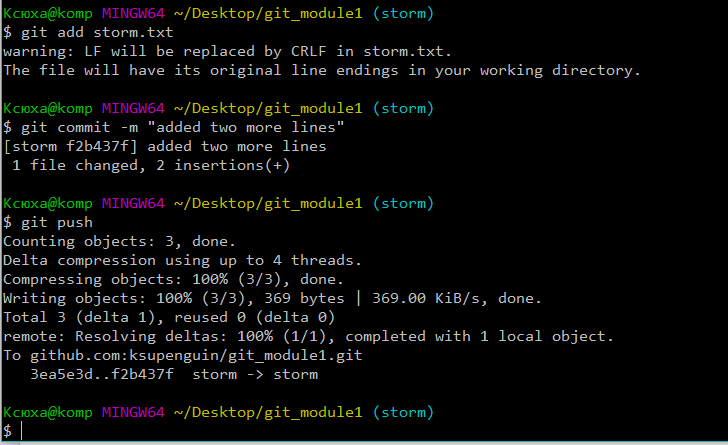 Ксюха@komp MINGW64 ~/Desktop/git_module1 (storm)
$ git add storm.txt
warning: LF will be replaced by CRLF in storm.txt.
The file will have its original line endings in your working directory.
Ксюха@komp MINGW64 ~/Desktop/git_module1 (storm)
$ git commit -m "added two more lines"
[storm f2b437f] added two more lines
 1 file changed, 2 insertions(+)
Ксюха@komp MINGW64 ~/Desktop/git_module1 (storm)
$ git push
Counting objects: 3, done.
Delta compression using up to 4 threads.
Compressing objects: 100% (3/3), done.
Writing objects: 100% (3/3), 369 bytes | 369.00 KiB/s, done.
Total 3 (delta 1), reused 0 (delta 0)
remote: Resolving deltas: 100% (1/1), completed with 1 local object.
To github.com:ksupenguin/git_module1.git
   3ea5e3d..f2b437f  storm -> storm
Ксюха@komp MINGW64 ~/Desktop/git_module1 (storm)
$